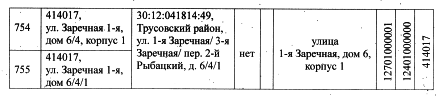 754
414017,
ул. Заречная 1-я,
дом 6/4, корпус 1
755
414017,
ул. Заречная 1-я,
дом 6/4/1
30:12:041814:49,
Трусовский район,
ул. 1-я Заречная/ 3-я
Заречная/ пер. 2-й
Рыбацкий, д. 6/4/1
нет
улица
1-я Заречная, дом 6,
корпус 1
12701000001
12401000000
414017